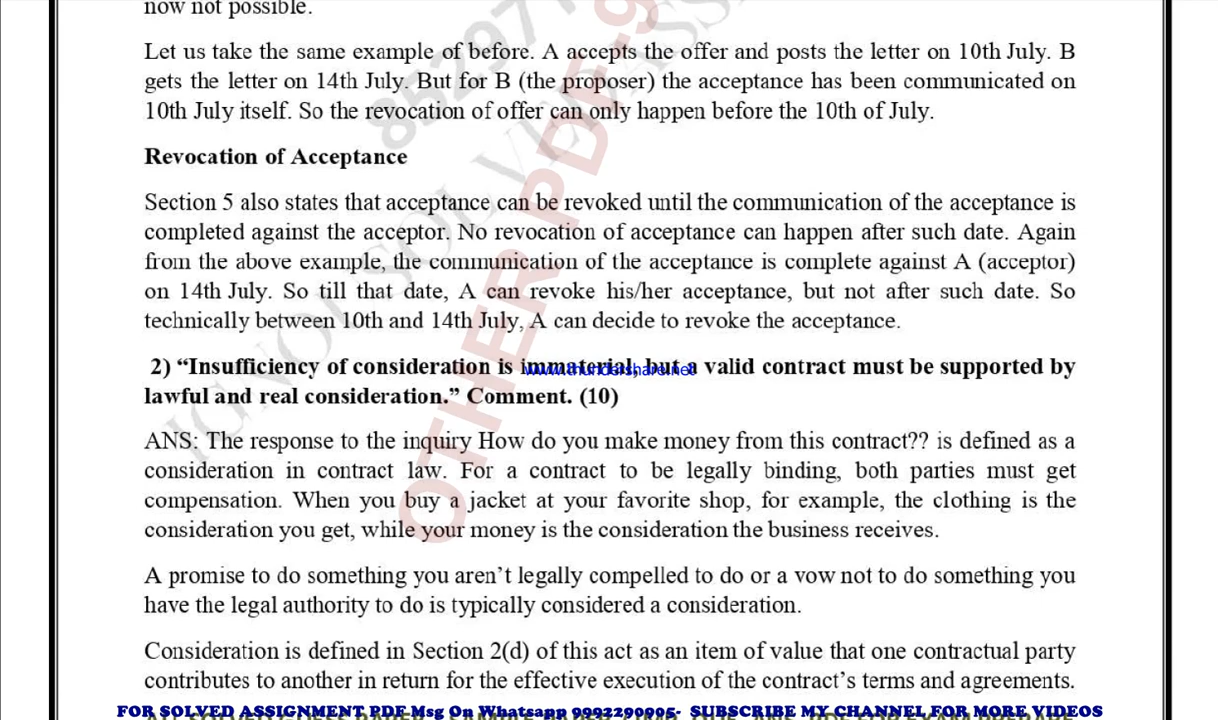 now not possible.
Let us take the same example of before. A accepts the offer and posts the letter on 10th July. B
gets the letter on 14th July. But for B (the proposer) the acceptance has been communicated on
10th July itself. So the revocation of offer can only happen before the 10th of July.
Revocation of Acceptance
Section 5 also states that acceptance can be revoked until the communication of the acceptance is
completed against the acceptor. No revocation of acceptance can happen after such date. Again
from the above example, the communication of the acceptance is complete against A (acceptor)
on 14th July. So till that date, A can revoke his/her acceptance, but not after such date. So
technically between 10th and 14th July, A can decide to revoke the acceptance.
2) “Insufficiency of consideration is immaterial; but a valid contract must be supported by
www.thundershare.net
lawful and real consideration.” Comment. (10)
ANS: The response to the inquiry How do you make money from this contract?? is defined as a
consideration in contract law. For a contract to be legally binding, both parties must get
compensation. When you buy a jacket at your favorite shop, for example, the clothing is the
consideration you get, while your money is the consideration the business receives.
A promise to do something you aren’t legally compelled to do or a vow not to do something you
have the legal authority to do is typically considered a consideration.
Consideration is defined in Section 2(d) of this act as an item of value that one contractual party
contributes to another in return for the effective execution of the contract’s terms and agreements.
FOR SOLVED ASSIGNMENT PDF Msg On Whatsapp 9992290905- SUBSCRIBE MY CHANNEL FOR MORE VIDEOS
OTHER PDF-9